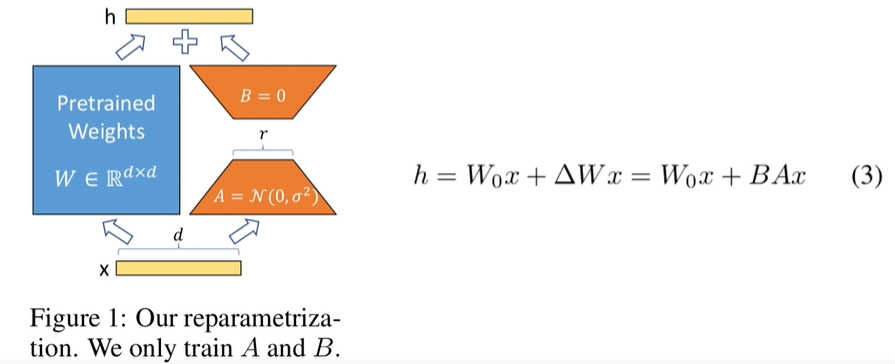 h
Pretrained
Weights
W ∈ ℝ^{d×d}
B = 0
r
A = 𝒩(0, σ²)
d
x
Figure 1: Our reparametriza-
tion. We only train A and B.
h = W₀x + ΔWx = W₀x + BAx (3)